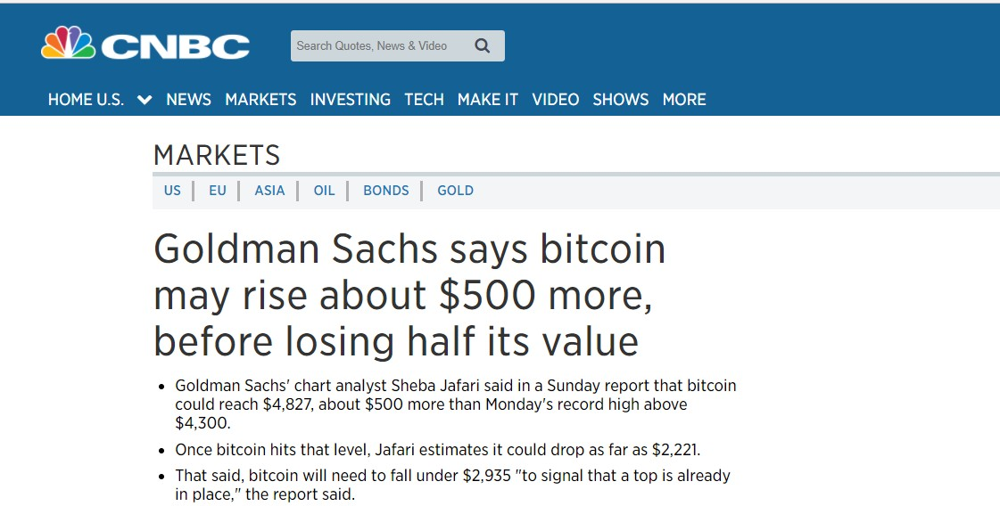 CNBC
Search Quotes, News & Video
HOME U.S. NEWS MARKETS INVESTING TECH MAKE IT VIDEO SHOWS MORE
MARKETS
US EU ASIA OIL BONDS GOLD
Goldman Sachs says bitcoin
may rise about $500 more,
before losing half its value
• Goldman Sachs' chart analyst Sheba Jafari said in a Sunday report that bitcoin
could reach $4,827, about $500 more than Monday's record high above
$4,300.
• Once bitcoin hits that level, Jafari estimates it could drop as far as $2,221.
• That said, bitcoin will need to fall under $2,935 "to signal that a top is already
in place," the report said.